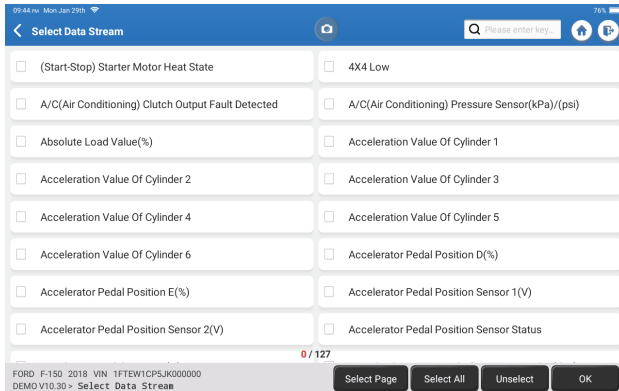 09:44 PM Mon Jan 29th 76%
Select Data Stream Please enter key...
(Start-Stop) Starter Motor Heat State 4X4 Low
A/C(Air Conditioning) Clutch Output Fault Detected A/C(Air Conditioning) Pressure Sensor(kPa)/(psi)
Absolute Load Value(%) Acceleration Value Of Cylinder 1
Acceleration Value Of Cylinder 2 Acceleration Value Of Cylinder 3
Acceleration Value Of Cylinder 4 Acceleration Value Of Cylinder 5
Acceleration Value Of Cylinder 6 Accelerator Pedal Position D(%)
Accelerator Pedal Position E(%) Accelerator Pedal Position Sensor 1(V)
Accelerator Pedal Position Sensor 2(V) Accelerator Pedal Position Sensor Status
0 / 127
FORD F-150 2018 VIN 1FTEW1CP5JK000000
DEMO V10.30 > Select Data Stream
Select Page Select All Unselect OK